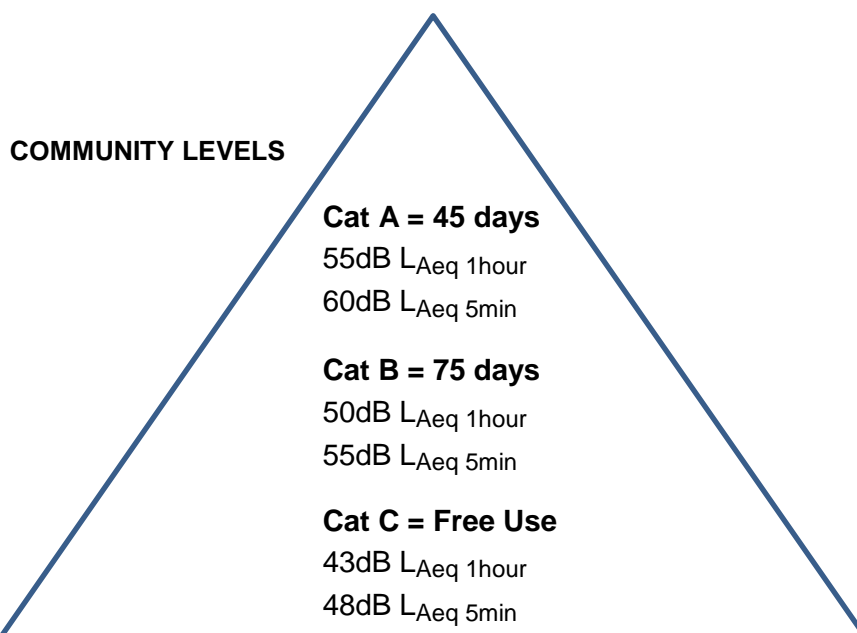 COMMUNITY LEVELS
Cat A = 45 days
55dB LAeq 1hour
60dB LAeq 5min
Cat B = 75 days
50dB LAeq 1hour
55dB LAeq 5min
Cat C = Free Use
43dB LAeq 1hour
48dB LAeq 5min